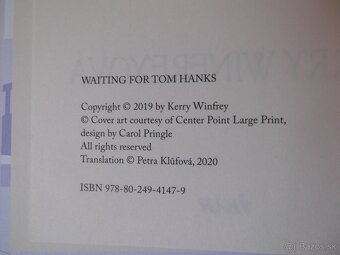 WAITING FOR TOM HANKS
Copyright © 2019 by Kerry Winfrey
© Cover art courtesy of Center Point Large Print,
design by Carol Pringle
All rights reserved
Translation © Petra Klůfová, 2020
ISBN 978-80-249-4147-9